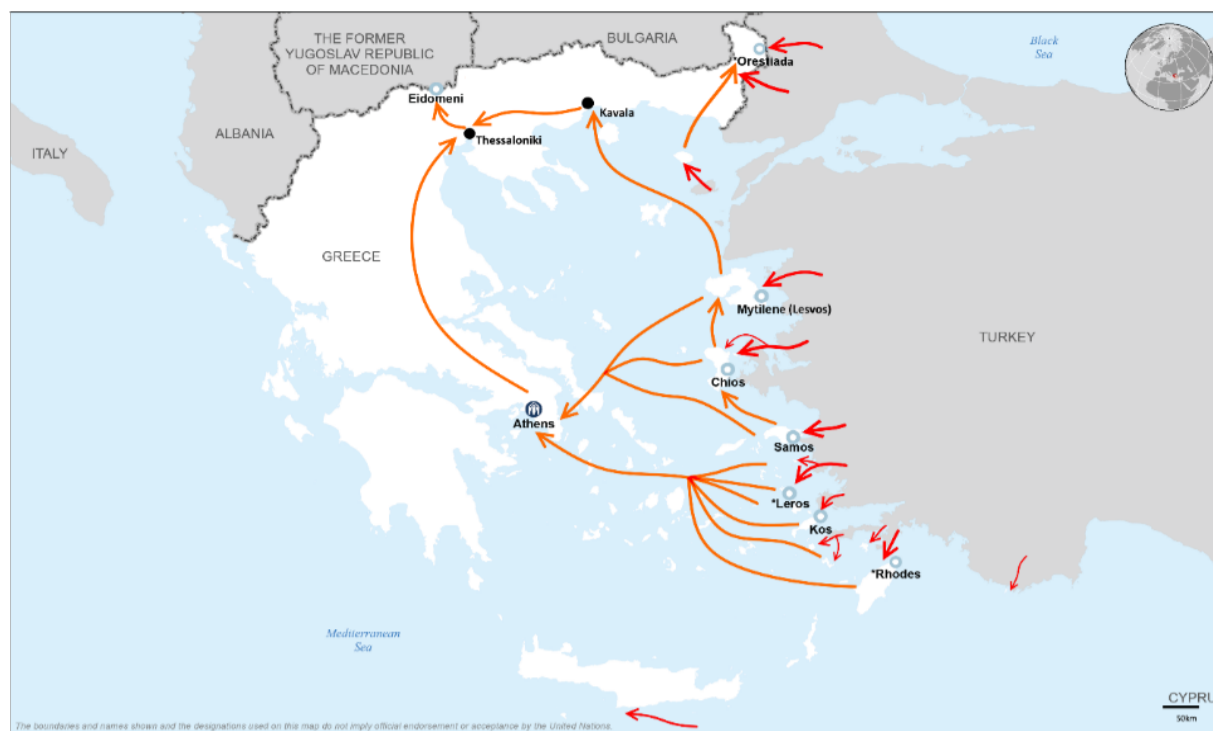 THE FORMER
YUGOSLAV REPUBLIC
OF MACEDONIA
BULGARIA
Black
Sea
*Orestiada
Eidomeni
Kavala
ALBANIA
Thessaloniki
ITALY
GREECE
Mytilene (Lesvos)
TURKEY
Chios
Athens
Samos
*Leros
Kos
*Rhodes
Mediterranean
Sea
CYPRU
50km
The boundaries and names shown and the designations used on this map do not imply official endorsement or acceptance by the United Nations.